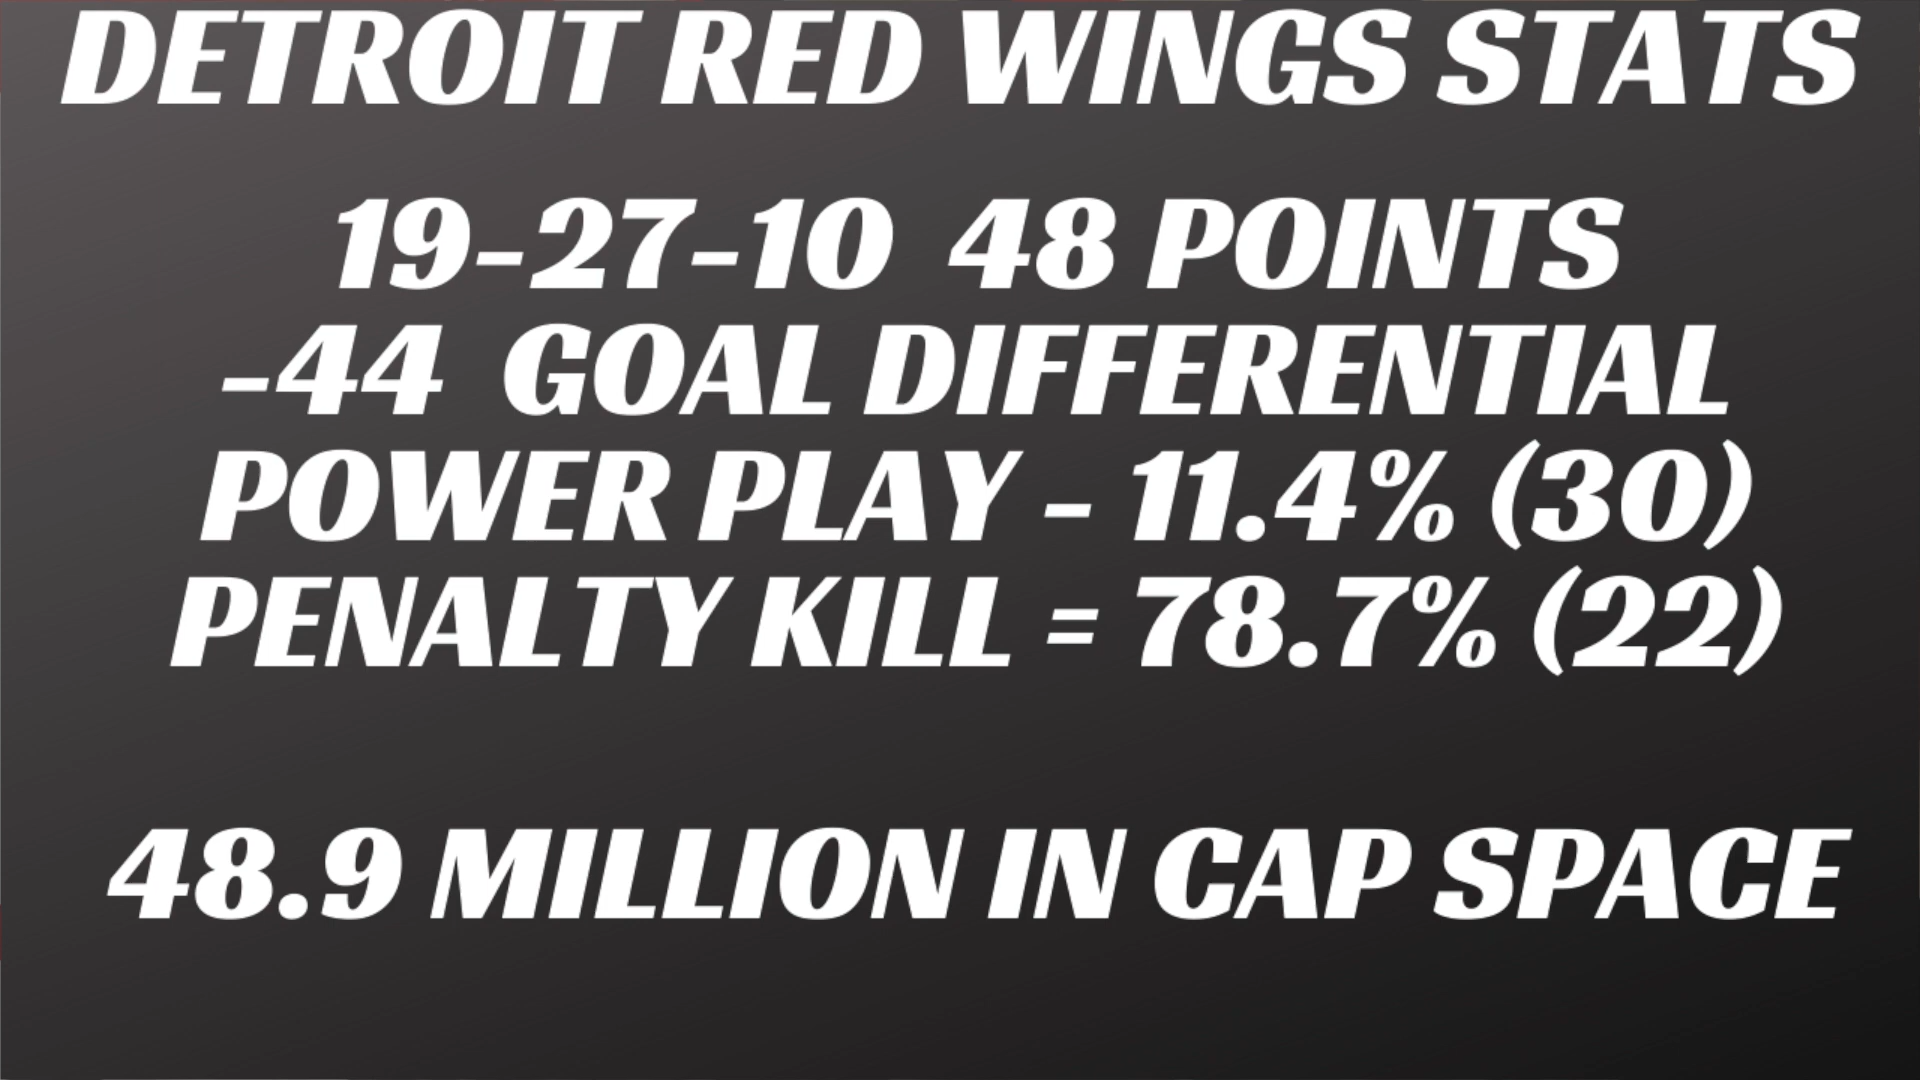 DETROIT RED WINGS STATS
19-27-10 48 POINTS
-44 GOAL DIFFERENTIAL
POWER PLAY - 11.4% (30)
PENALTY KILL = 78.7% (22)
48.9 MILLION IN CAP SPACE